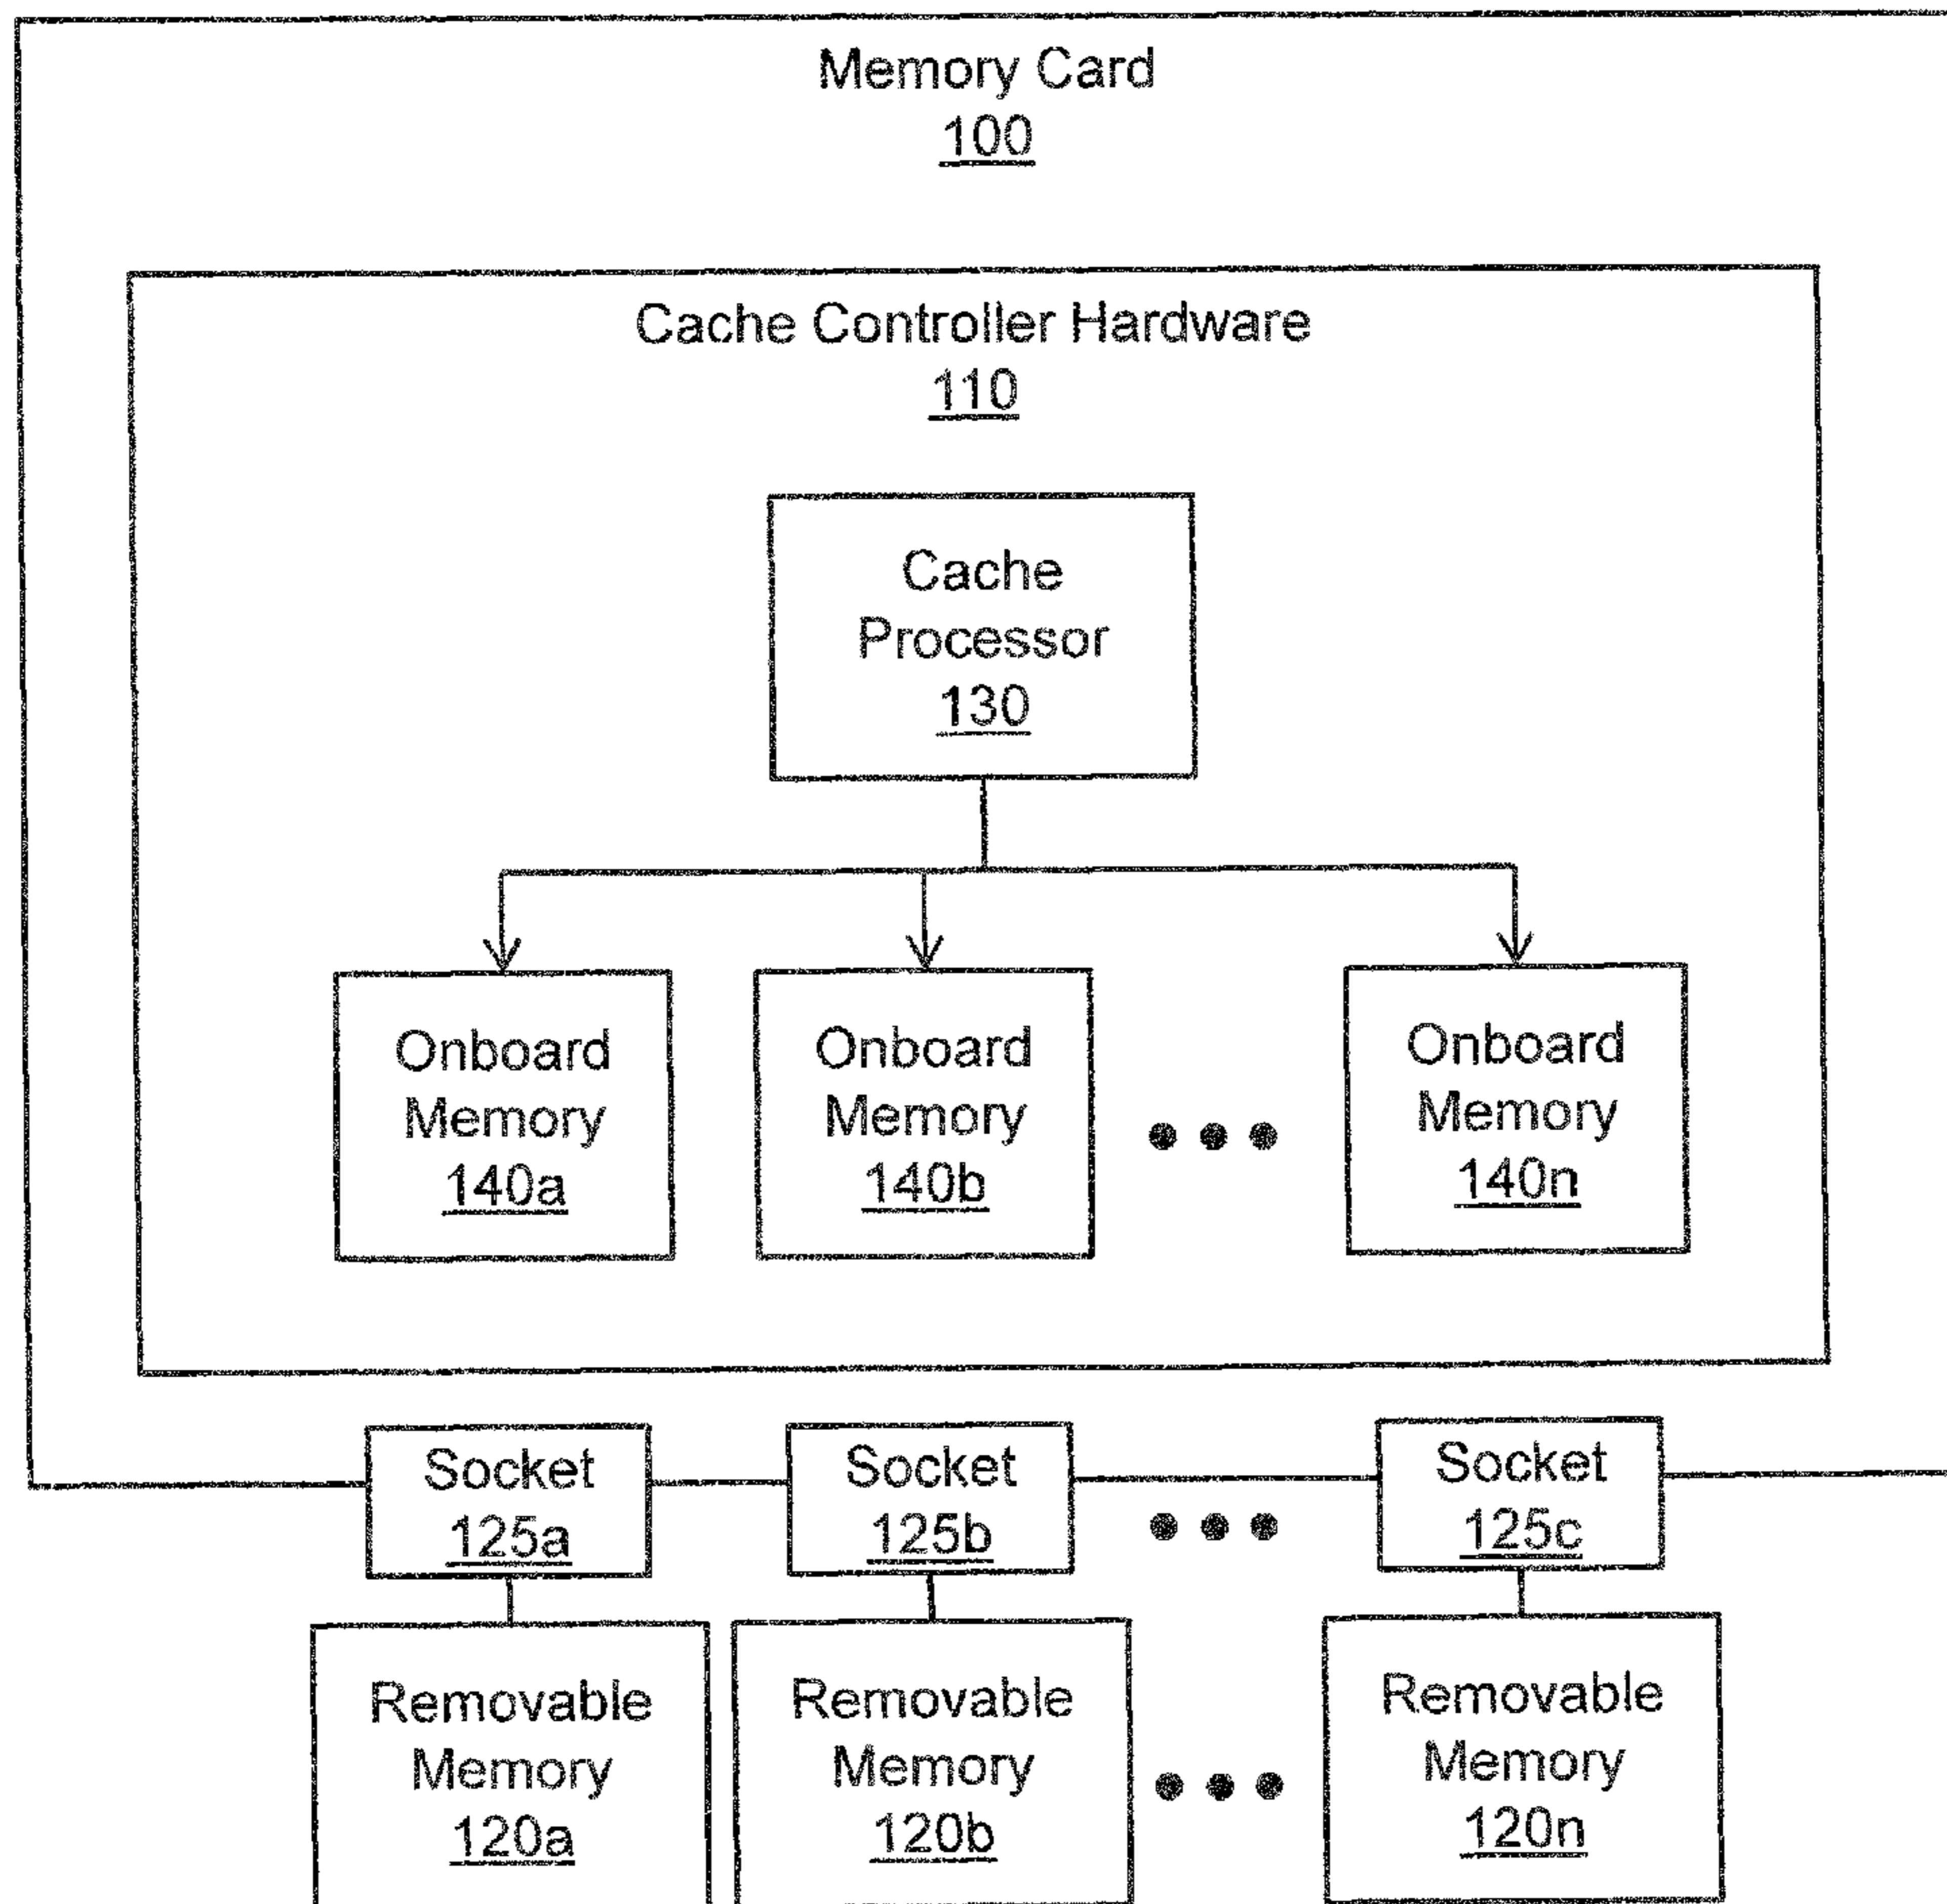 Memory Card
100
Cache Controller Hardware
110
Cache
Processor
130
Onboard
Memory
140a
Onboard
Memory
140b
Onboard
Memory
140n
Socket
125a
Socket
125b
Socket
125c
Removable
Memory
120a
Removable
Memory
120b
Removable
Memory
120n